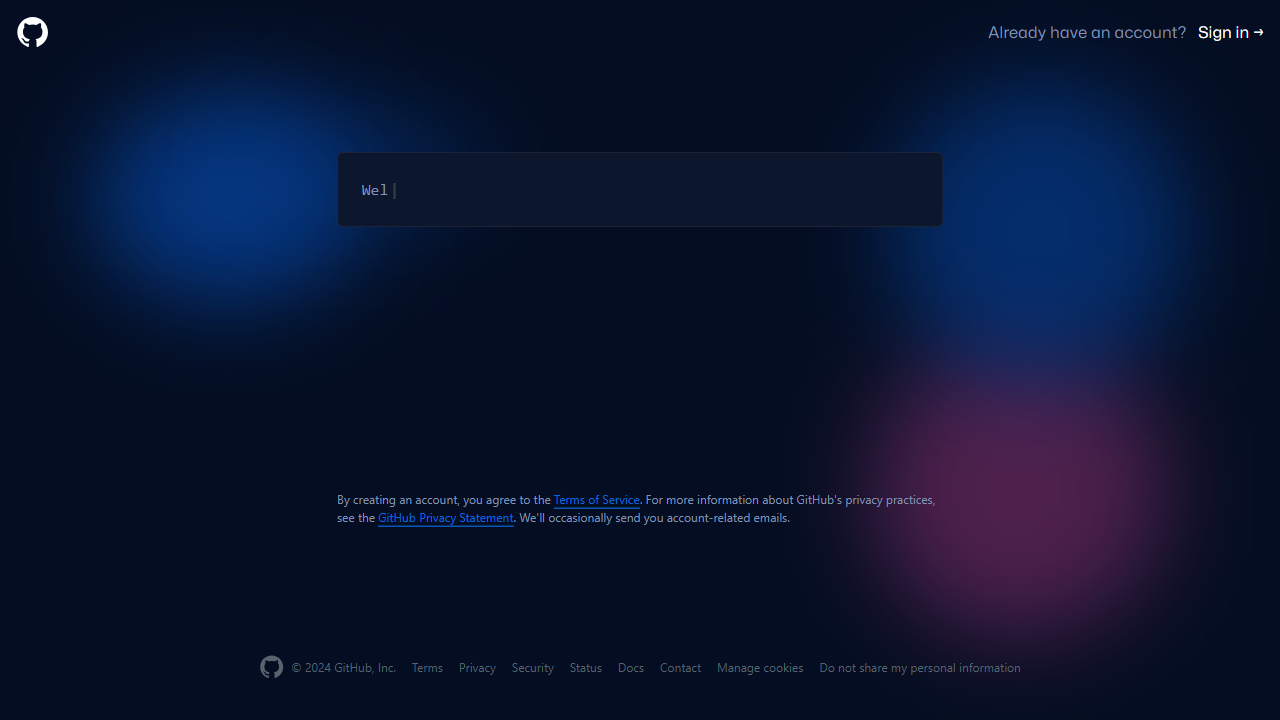 Already have an account? Sign in →
Wel
By creating an account, you agree to the Terms of Service. For more information about GitHub's privacy practices,
see the GitHub Privacy Statement. We'll occasionally send you account-related emails.
© 2024 GitHub, Inc. Terms Privacy Security Status Docs Contact Manage cookies Do not share my personal information